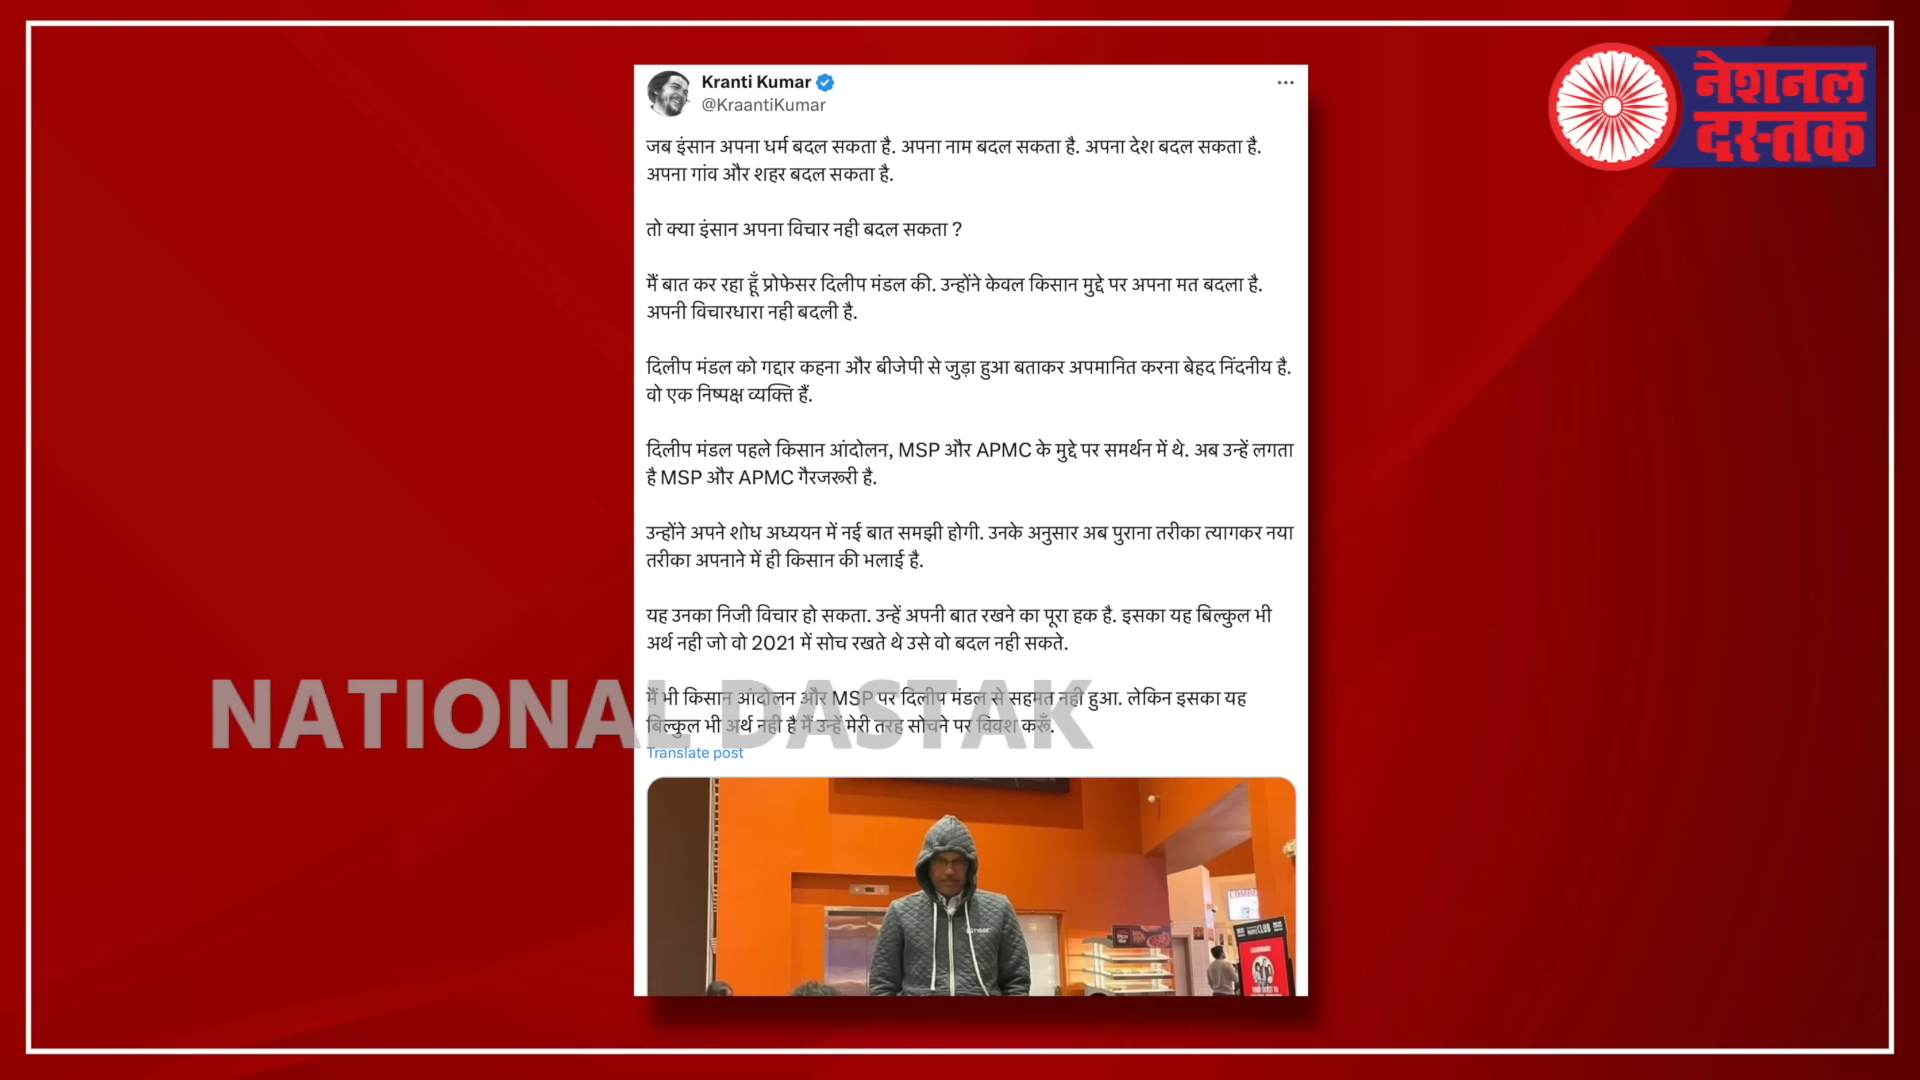 Kranti Kumar
@KraantiKumar
जब इंसान अपना धर्म बदल सकता है. अपना नाम बदल सकता है. अपना देश बदल सकता है.
अपना गांव और शहर बदल सकता है.
तो क्या इंसान अपना विचार नही बदल सकता ?
मैं बात कर रहा हूँ प्रोफेसर दिलीप मंडल की. उन्होंने केवल किसान मुद्दे पर अपना मत बदला है.
अपनी विचारधारा नही बदली है.
दिलीप मंडल को गद्दार कहना और बीजेपी से जुड़ा हुआ बताकर अपमानित करना बेहद निंदनीय है.
वो एक निष्पक्ष व्यक्ति हैं.
दिलीप मंडल पहले किसान आंदोलन, MSP और APMC के मुद्दे पर समर्थन में थे. अब उन्हें लगता
है MSP और APMC गैरजरूरी है.
उन्होंने अपने शोध अध्ययन में नई बात समझी होगी. उनके अनुसार अब पुराना तरीका त्यागकर नया
तरीका अपनाने में ही किसान की भलाई है.
यह उनका निजी विचार हो सकता. उन्हें अपनी बात रखने का पूरा हक है. इसका यह बिल्कुल भी
अर्थ नही जो वो 2021 में सोच रखते थे उसे वो बदल नही सकते.
मैं भी किसान आंदोलन और MSP पर दिलीप मंडल से सहमत नही हुआ. लेकिन इसका यह
बिल्कुल भी अर्थ नही है मैं उन्हें मेरी तरह सोचने पर विवश करूँ.
Translate post
नेशनल
दस्तक
NATIONAL DASTAK